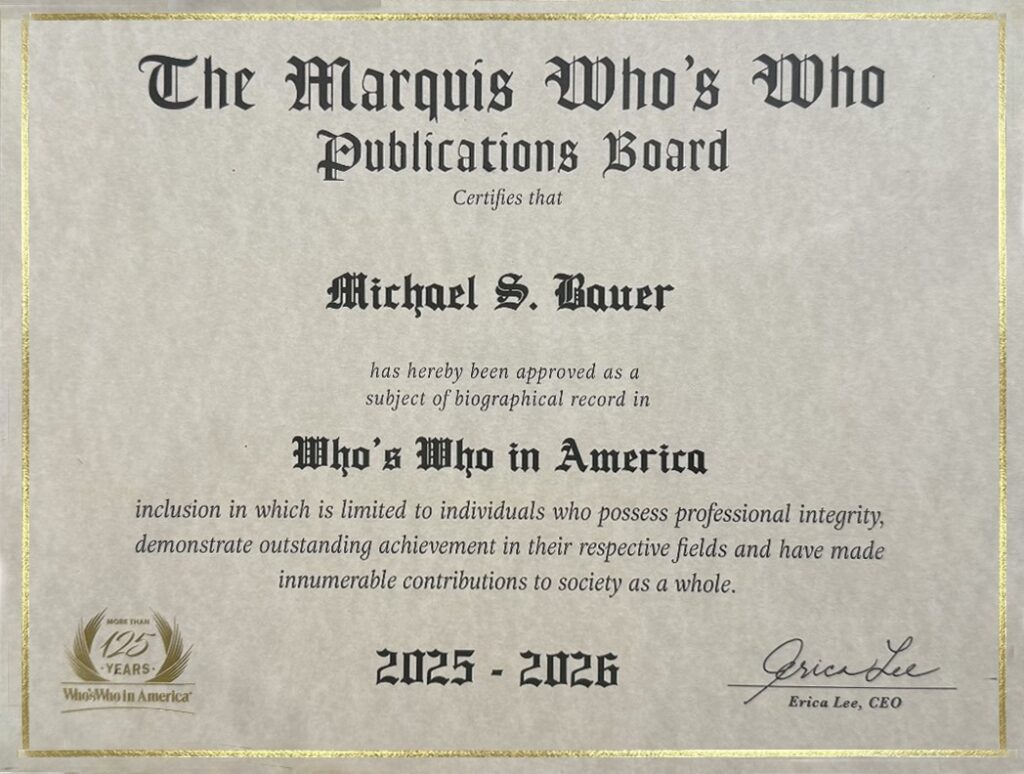 The Marquis Who's Who
Publications Board
Certifies that
Michael S. Bauer
has hereby been approved as a
subject of biographical record in
Who's Who in America
inclusion in which is limited to individuals who possess professional integrity,
demonstrate outstanding achievement in their respective fields and have made
innumerable contributions to society as a whole.
MORE THAN
125
·YEARS·
Who'sWho in America®
2025 - 2026
Erica Lee
Erica Lee, CEO